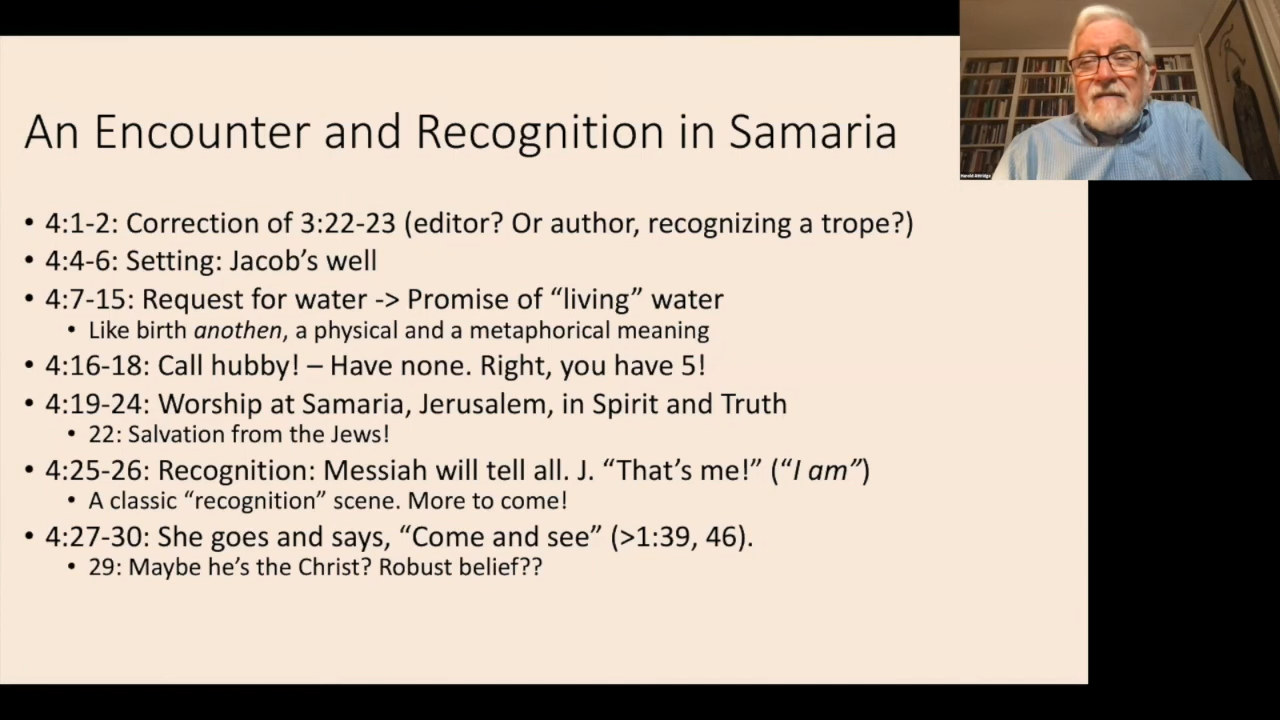 An Encounter and Recognition in Samaria
• 4:1-2: Correction of 3:22-23 (editor? Or author, recognizing a trope?)
• 4:4-6: Setting: Jacob’s well
• 4:7-15: Request for water -> Promise of “living” water
• Like birth anothen, a physical and a metaphorical meaning
• 4:16-18: Call hubby! – Have none. Right, you have 5!
• 4:19-24: Worship at Samaria, Jerusalem, in Spirit and Truth
• 22: Salvation from the Jews!
• 4:25-26: Recognition: Messiah will tell all. J. “That’s me!” (“I am”)
• A classic “recognition” scene. More to come!
• 4:27-30: She goes and says, “Come and see” (>1:39, 46).
• 29: Maybe he’s the Christ? Robust belief??
Harold Attridge